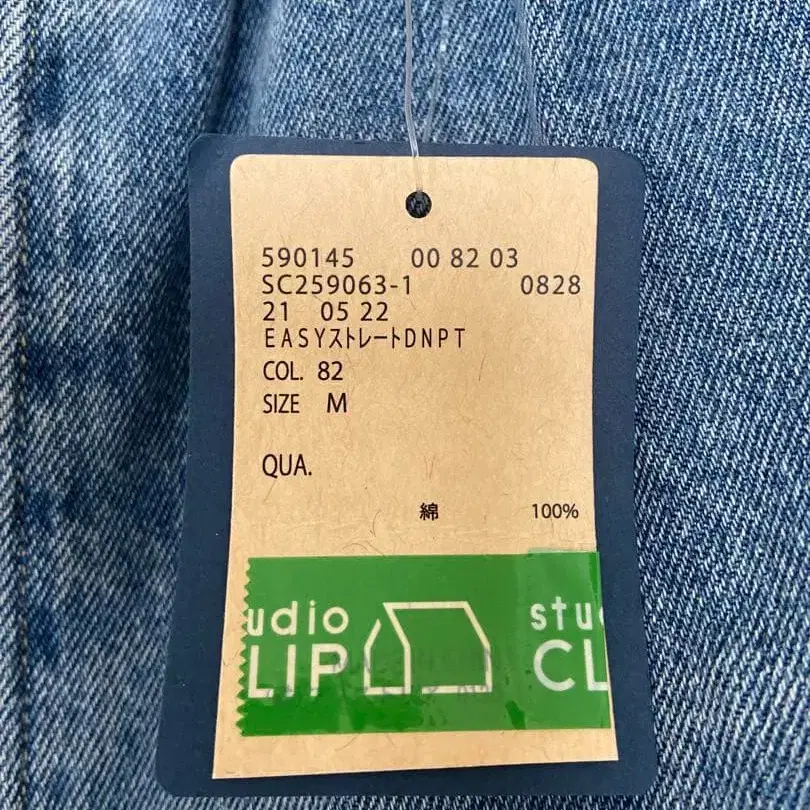 590145 00 82 03
SC259063-1 0828
21 05 22
EASYストレートDNPT
COL. 82
SIZE M
QUA.
綿 100%
udio stu
LIP CL